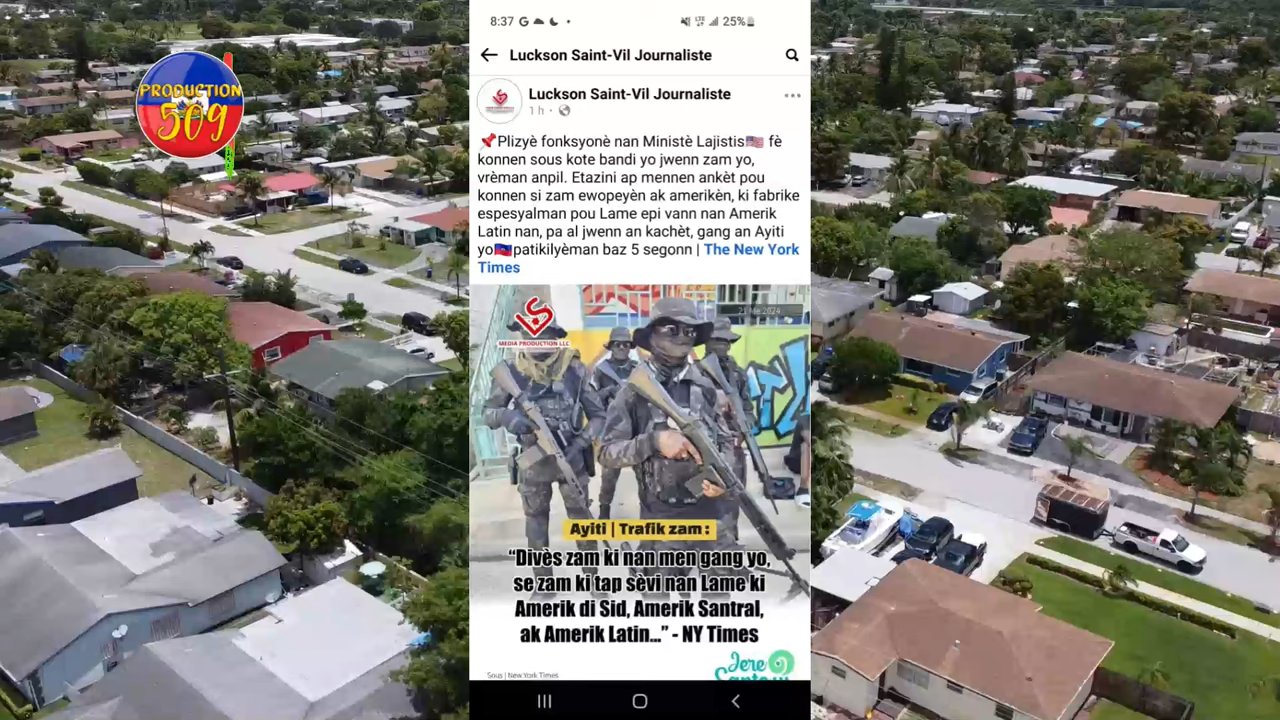 PRODUCTION
509
8:37
25%
Luckson Saint-Vil Journaliste
Luckson Saint-Vil Journaliste
1 h
📌Plizyè fonksyonè nan Ministè Lajistis🇺🇸 fè
konnen sous kote bandi yo jwenn zam yo,
vrèman anpil. Etazini ap mennen ankèt pou
konnen si zam ewopeyèn ak amerikèn, ki fabrike
espesyalman pou Lame epi vann nan Amerik
Latin nan, pa al jwenn an kachèt, gang an Ayiti
yo🇭🇹patikilyèman baz 5 segonn | The New York
Times
21 Me 2024
MEDIA PRODUCTION LLC
Ayiti | Trafik zam :
“Divès zam ki nan men gang yo,
se zam ki tap sèvi nan Lame ki
Amerik di Sid, Amerik Santral,
ak Amerik Latin...” - NY Times
Sous | New York Times
Jere